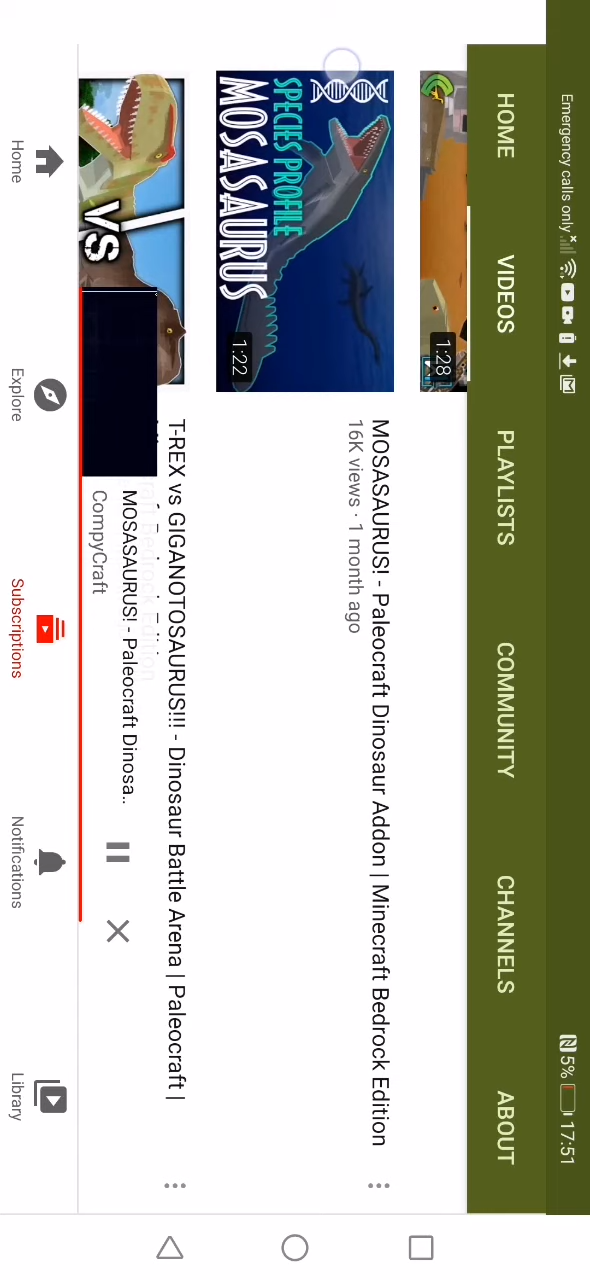 Emergency calls only
5% 17:51
HOME VIDEOS PLAYLISTS COMMUNITY CHANNELS ABOUT
1:28
SPECIES PROFILE
MOSASAURUS
1:22
MOSASAURUS! - Paleocraft Dinosaur Addon | Minecraft Bedrock Edition
16K views · 1 month ago
VS
T-REX vs GIGANOTOSAURUS!!! - Dinosaur Battle Arena | Paleocraft |
Bedrock Edition
MOSASAURUS! - Paleocraft Dinosa..
CompyCraft
Home Explore Subscriptions Notifications Library